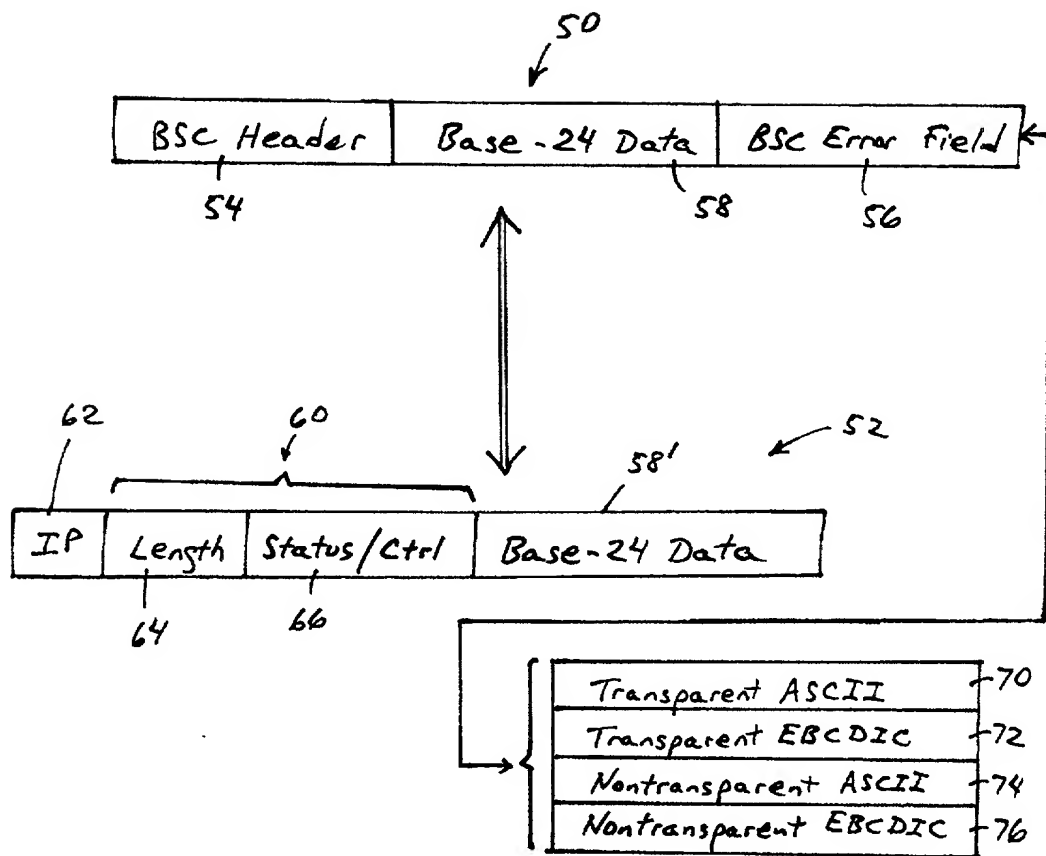 50
BSC Header Base-24 Data BSC Error Field
54 58 56
62 60 52
58'
IP Length Status/Ctrl Base-24 Data
64 66
Transparent ASCII 70
Transparent EBCDIC 72
Nontransparent ASCII 74
Nontransparent EBCDIC 76